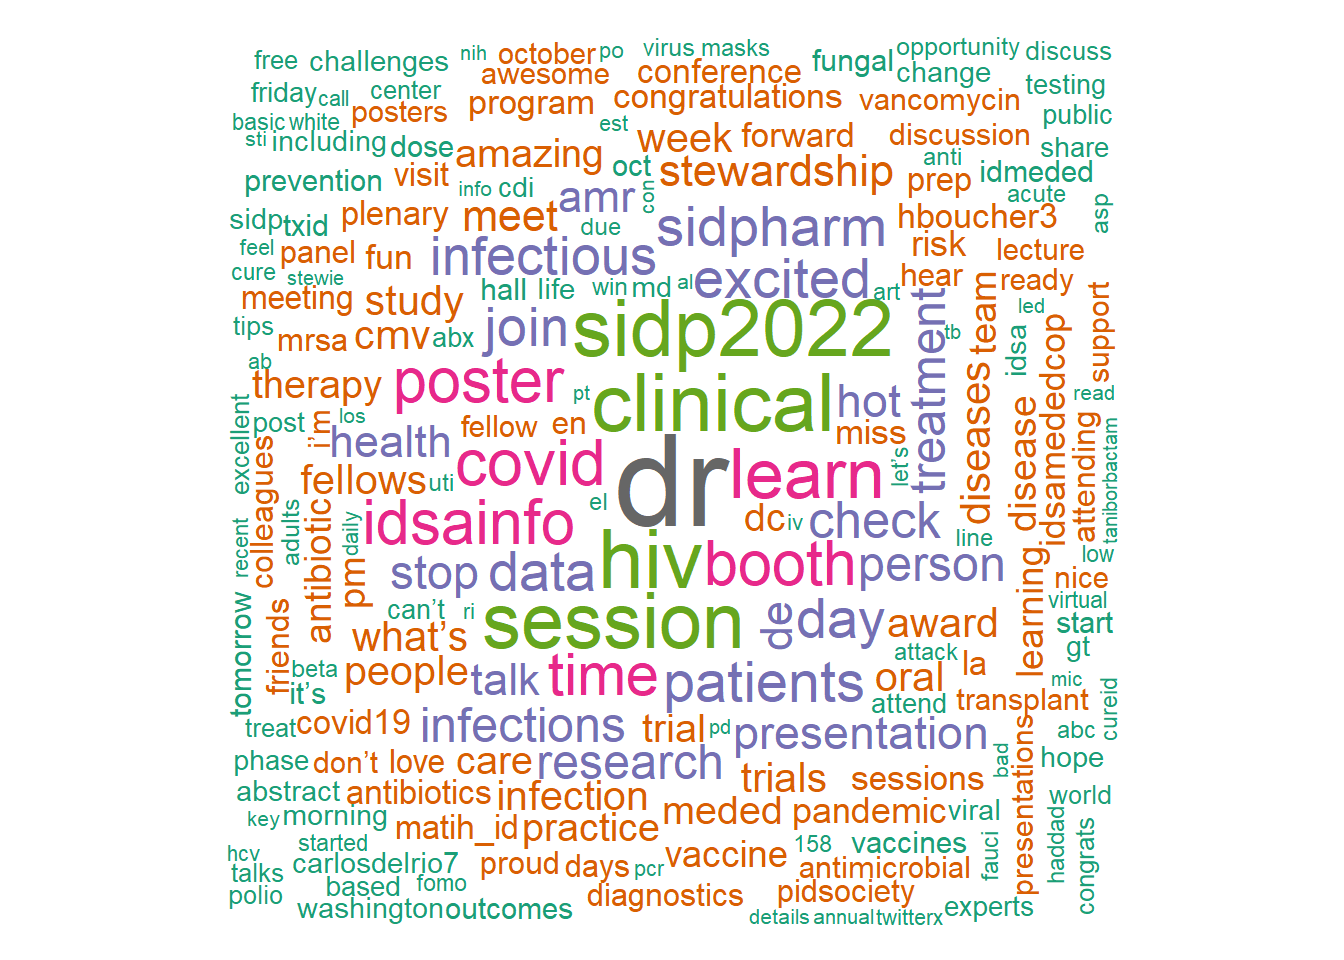 free challenges nih october po virus masks fungal opportunity discuss
friday call center awesome conference change testing
basic white posters program congratulations vancomycin public
sti including dose amazing est week forward discussion share
prevention visit info cdi oct stewardship anti prep idmeded
sidp txid plenary meet amr due con sidpharm hboucher3 acute asp
feel panel fun infectious risk lecture
cure stewie excited hear ready
meeting study hall life win md al art
tips mrsa cmv abx join sidp2022 treatment tb team led idsa support
ab therapy poster pt clinical hot diseases disease idsamededcop read
excellent post i'm los health fellow en miss let's attending taniborbactam
colleagues fellows uti covid dr learn
recent adults antibiotic daily idsainfo el dc iv check line low
pm stop data hiv booth person learning nice
can't ri virtual
tomorrow friends what's session de day award start
beta people talk time patients attack oral la gt
it's attend transplant mic cureid
treat covid19 infections trial pd presentation abc
phase don't love care research bad presentations hope
abstract antibiotics infection trials sessions world
key morning matih_id practice meded pandemic viral
started 158 vaccines fauci haddad congrats
hcv talks carlosdelrio7 proud days pcr vaccine antimicrobial
polio based fomo diagnostics pidsociety
washington outcomes details annual twitterx experts